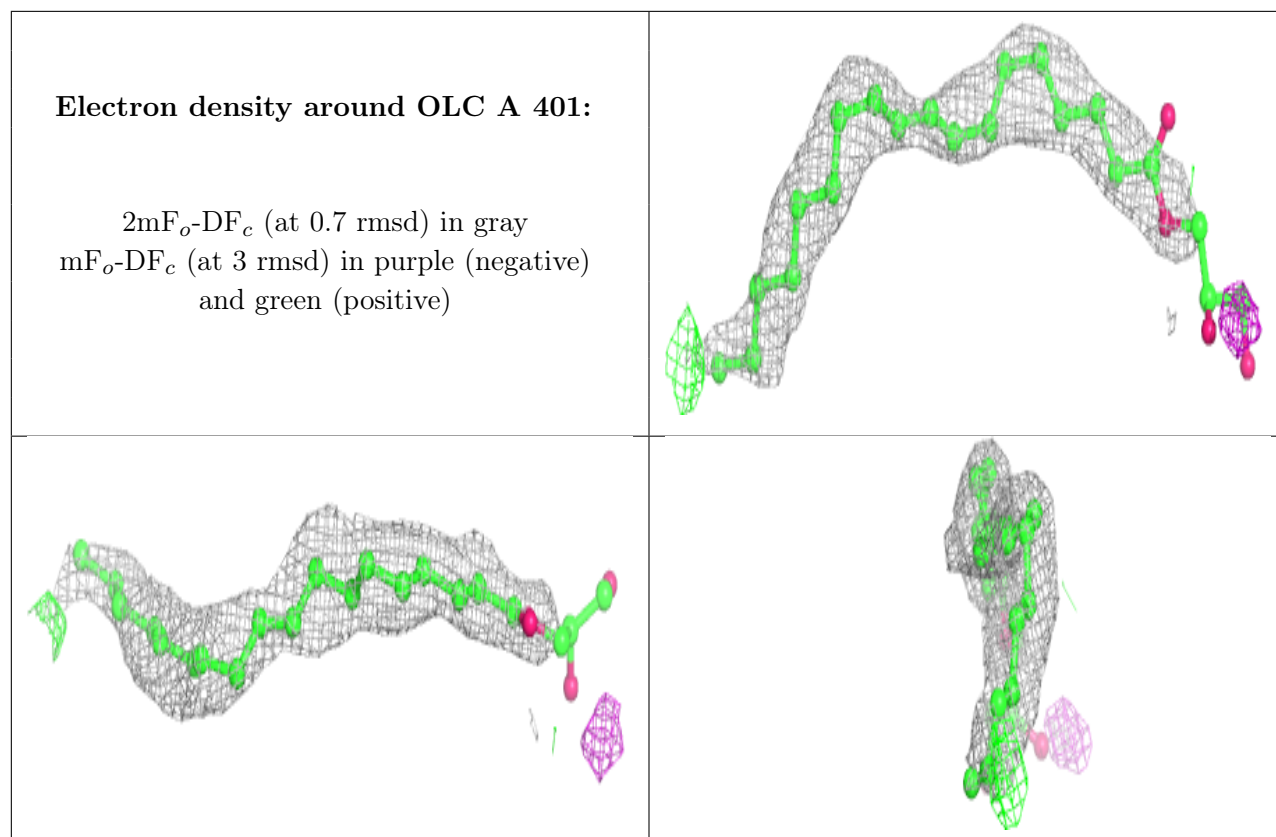 Electron density around OLC A 401:
2mFo-DFc (at 0.7 rmsd) in gray
mFo-DFc (at 3 rmsd) in purple (negative)
and green (positive)